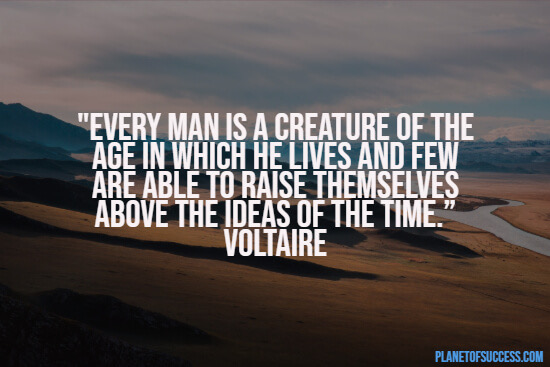 "EVERY MAN IS A CREATURE OF THE
AGE IN WHICH HE LIVES AND FEW
ARE ABLE TO RAISE THEMSELVES
ABOVE THE IDEAS OF THE TIME.”
VOLTAIRE
PLANETOFSUCCESS.COM